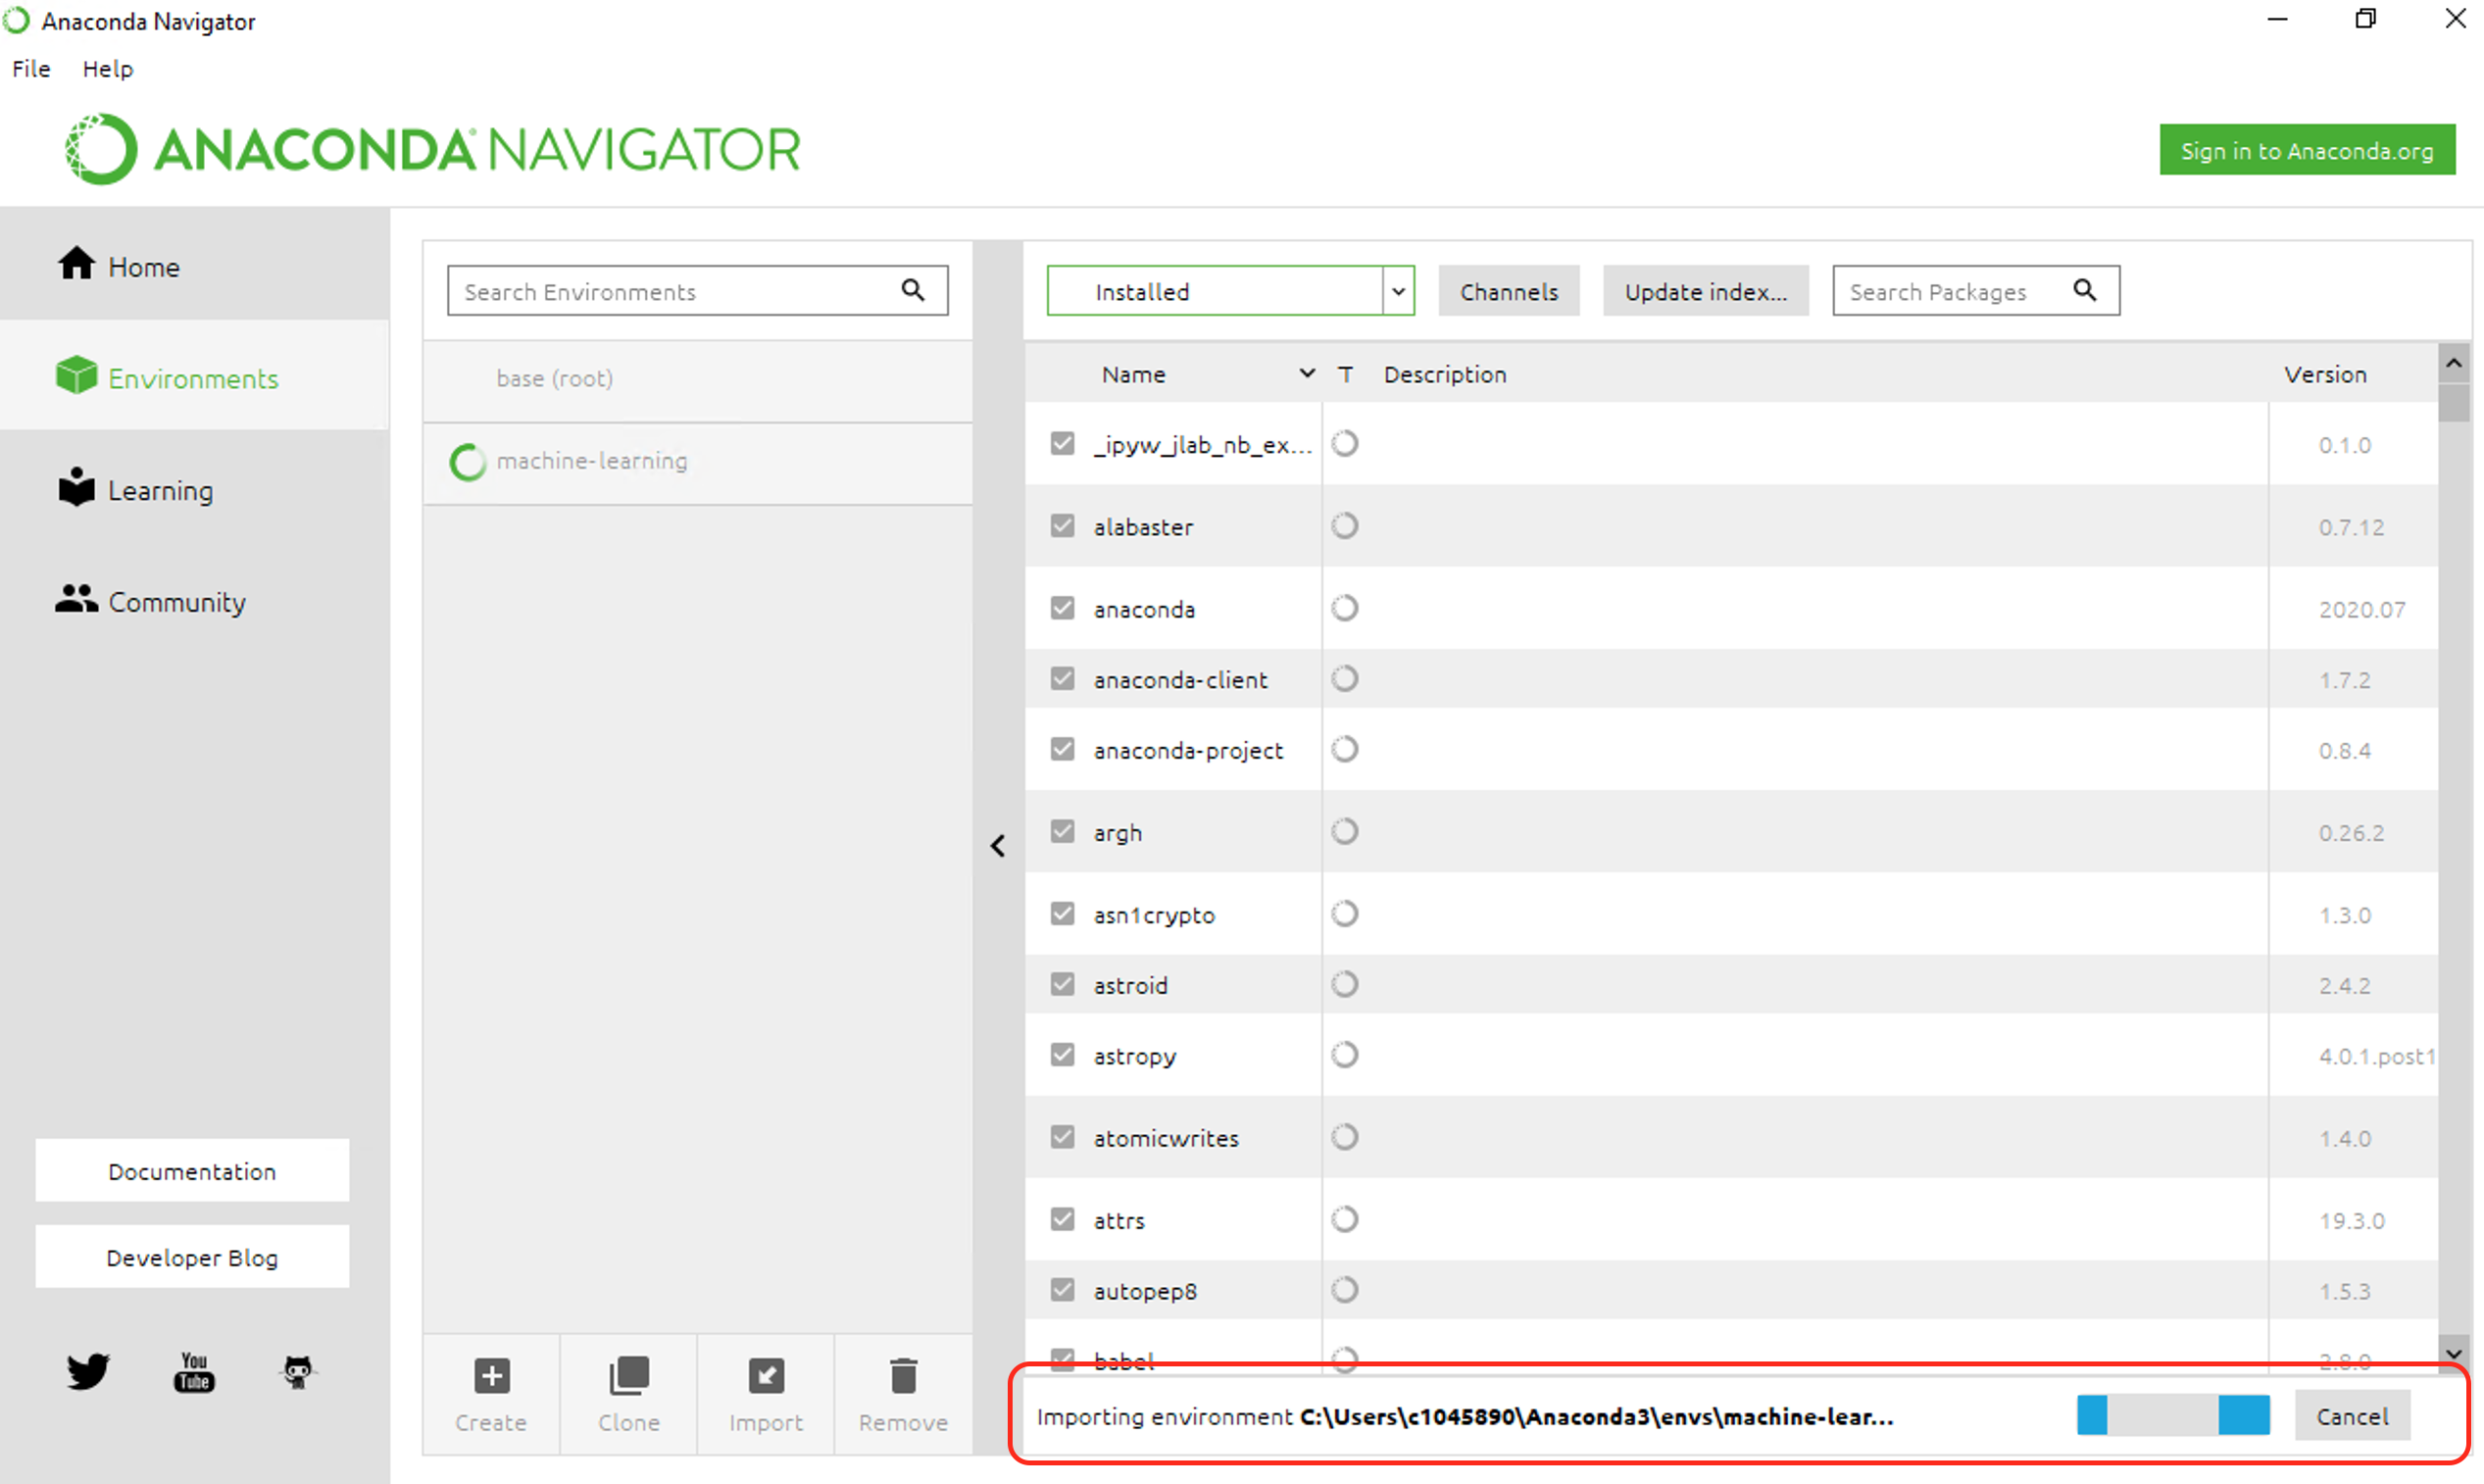 Anaconda Navigator
File Help
ANACONDA NAVIGATOR
Sign in to Anaconda.org
Home
Environments
Learning
Community
Documentation
Developer Blog
You
Tube
Search Environments
base (root)
machine-learning
Create Clone Import Remove
Installed Channels Update index... Search Packages
Name T Description Version
_ipyw_jlab_nb_ex... 0.1.0
alabaster 0.7.12
anaconda 2020.07
anaconda-client 1.7.2
anaconda-project 0.8.4
argh 0.26.2
asn1crypto 1.3.0
astroid 2.4.2
astropy 4.0.1.post1
atomicwrites 1.4.0
attrs 19.3.0
autopep8 1.5.3
babel 2.8.0
Importing environment C:\Users\c1045890\Anaconda3\envs\machine-lear... Cancel